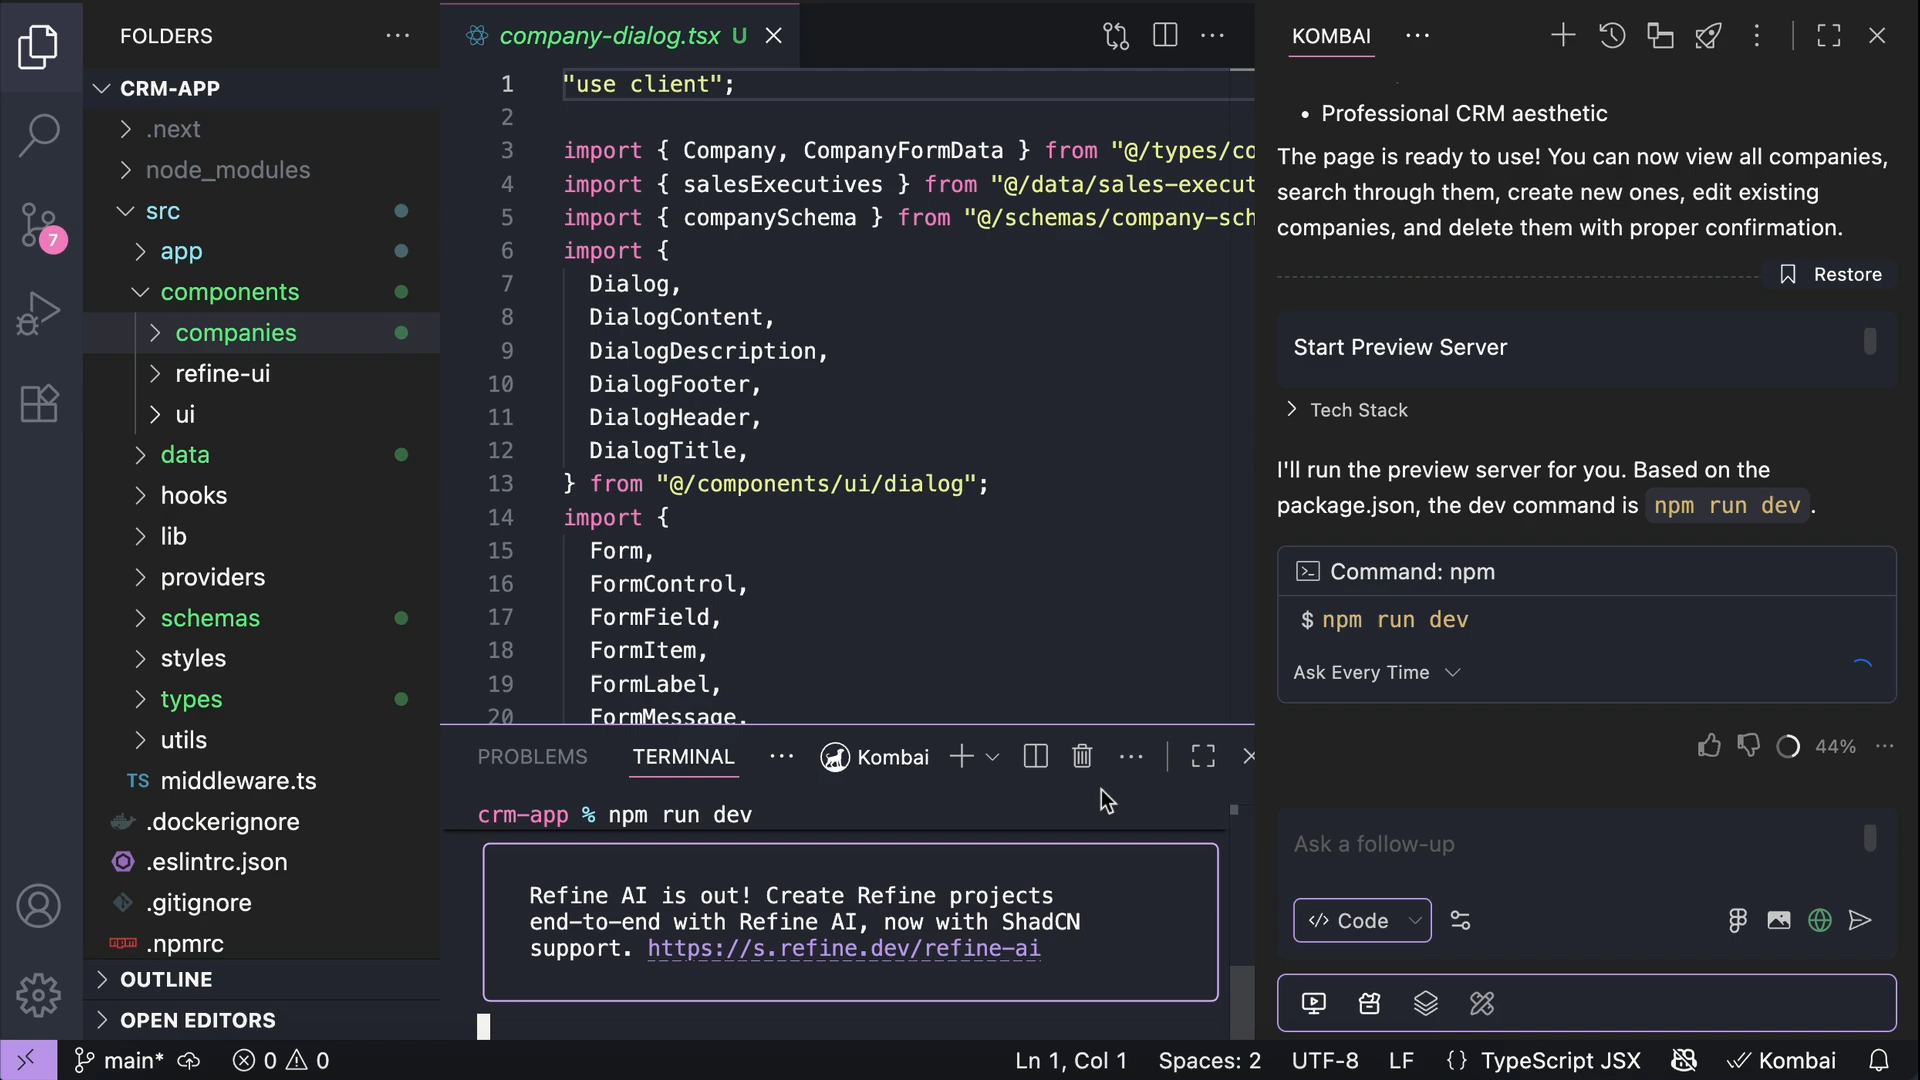 FOLDERS
CRM-APP
.next
node_modules
src
app
components
companies
refine-ui
ui
data
hooks
lib
providers
schemas
styles
types
utils
TS middleware.ts
.dockerignore
.eslintrc.json
.gitignore
.npmrc
OUTLINE
OPEN EDITORS
7
company-dialog.tsx U
1 "use client";
2
3 import { Company, CompanyFormData } from "@/types/co
4 import { salesExecutives } from "@/data/sales-execut
5 import { companySchema } from "@/schemas/company-sch
6 import {
7 Dialog,
8 DialogContent,
9 DialogDescription,
10 DialogFooter,
11 DialogHeader,
12 DialogTitle,
13 } from "@/components/ui/dialog";
14 import {
15 Form,
16 FormControl,
17 FormField,
18 FormItem,
19 FormLabel,
20 FormMessage,
PROBLEMS TERMINAL Kombai
crm-app % npm run dev
Refine AI is out! Create Refine projects
end-to-end with Refine AI, now with ShadCN
support. https://s.refine.dev/refine-ai
KOMBAI
• Professional CRM aesthetic
The page is ready to use! You can now view all companies,
search through them, create new ones, edit existing
companies, and delete them with proper confirmation.
Restore
Start Preview Server
Tech Stack
I'll run the preview server for you. Based on the
package.json, the dev command is npm run dev .
Command: npm
$ npm run dev
Ask Every Time
44%
Ask a follow-up
</> Code
main* 0 0 Ln 1, Col 1 Spaces: 2 UTF-8 LF {} TypeScript JSX Kombai